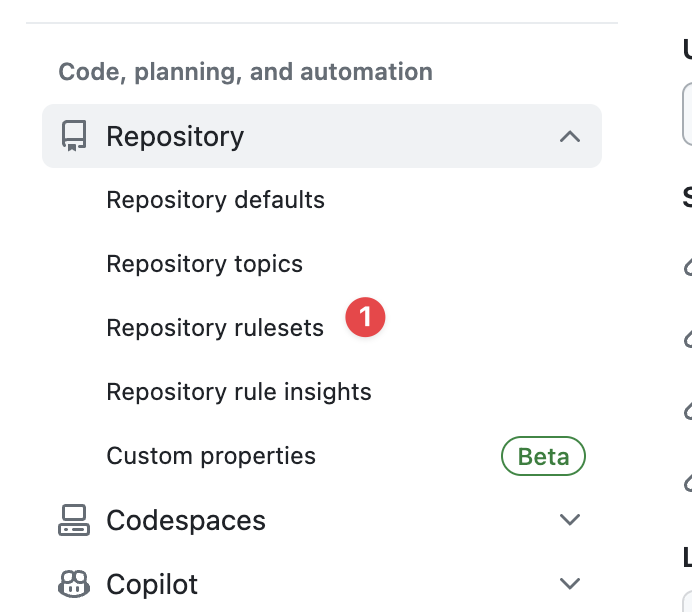 Code, planning, and automation
Repository
Repository defaults
Repository topics
Repository rulesets 1
Repository rule insights
Custom properties Beta
Codespaces
Copilot